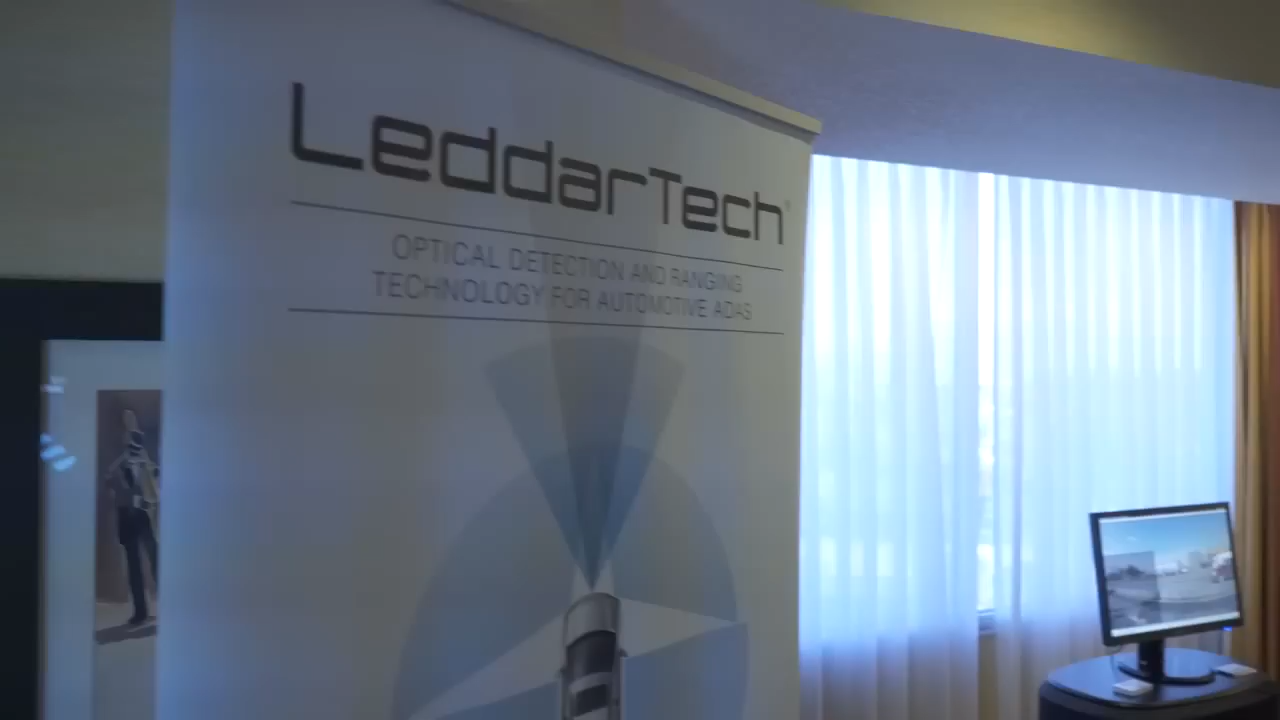 LeddarTech®
OPTICAL DETECTION AND RANGING
TECHNOLOGY FOR AUTOMOTIVE ADAS